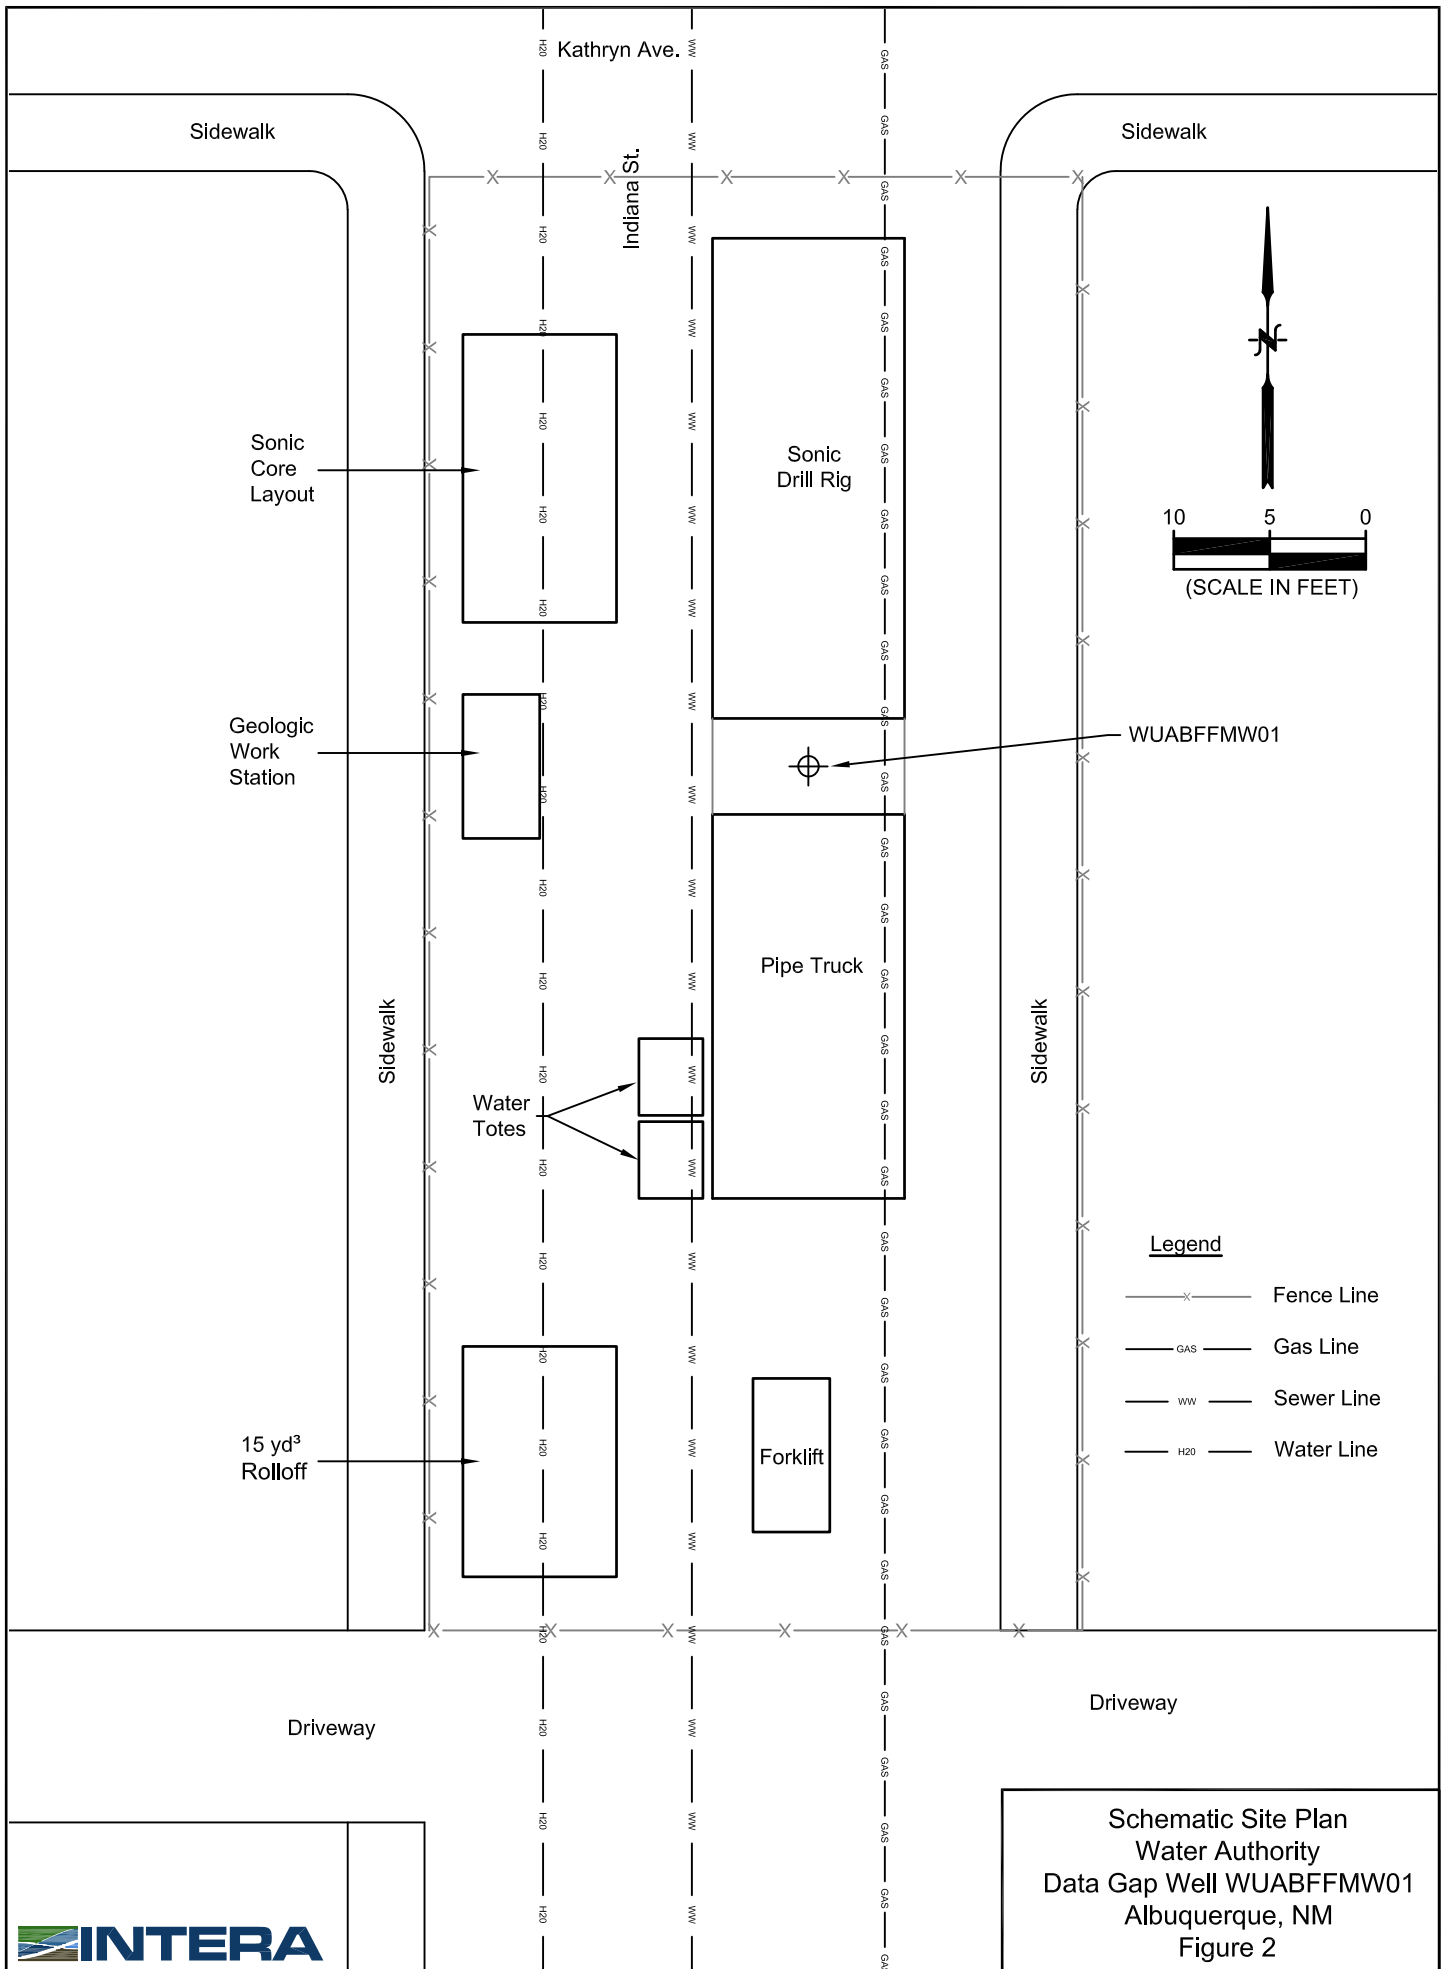 Kathryn Ave.
Sidewalk
Sidewalk
Indiana St.
Sonic
Core
Layout
Sonic
Drill Rig
10 5 0
(SCALE IN FEET)
Geologic
Work
Station
WUABFFMW01
Pipe Truck
Sidewalk
Sidewalk
Water
Totes
Legend
X Fence Line
GAS Gas Line
WW Sewer Line
H20 Water Line
15 yd³
Rolloff
Forklift
Driveway
Driveway
Schematic Site Plan
Water Authority
Data Gap Well WUABFFMW01
Albuquerque, NM
Figure 2
INTERA